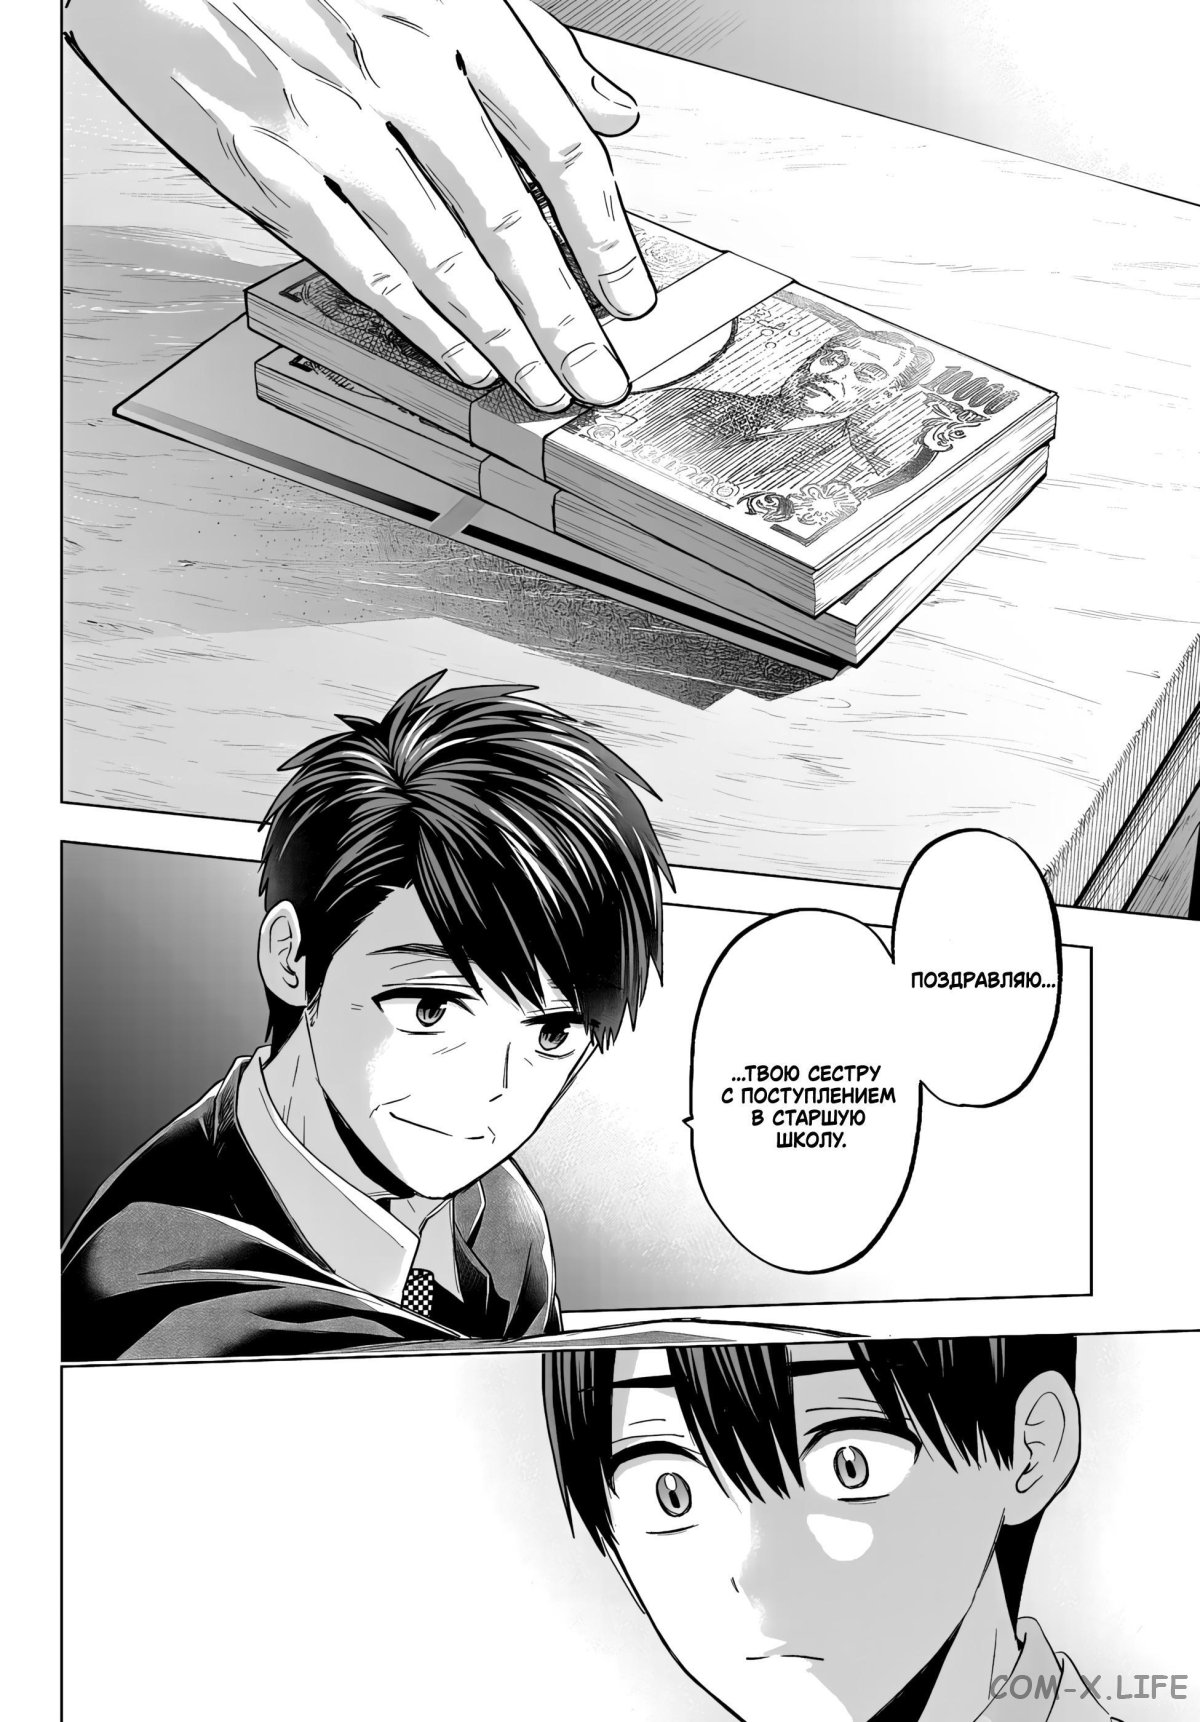 10000
ПОЗДРАВЛЯЮ...
...ТВОЮ СЕСТРУ
С ПОСТУПЛЕНИЕМ
В СТАРШУЮ
ШКОЛУ.
COM-X.LIFE